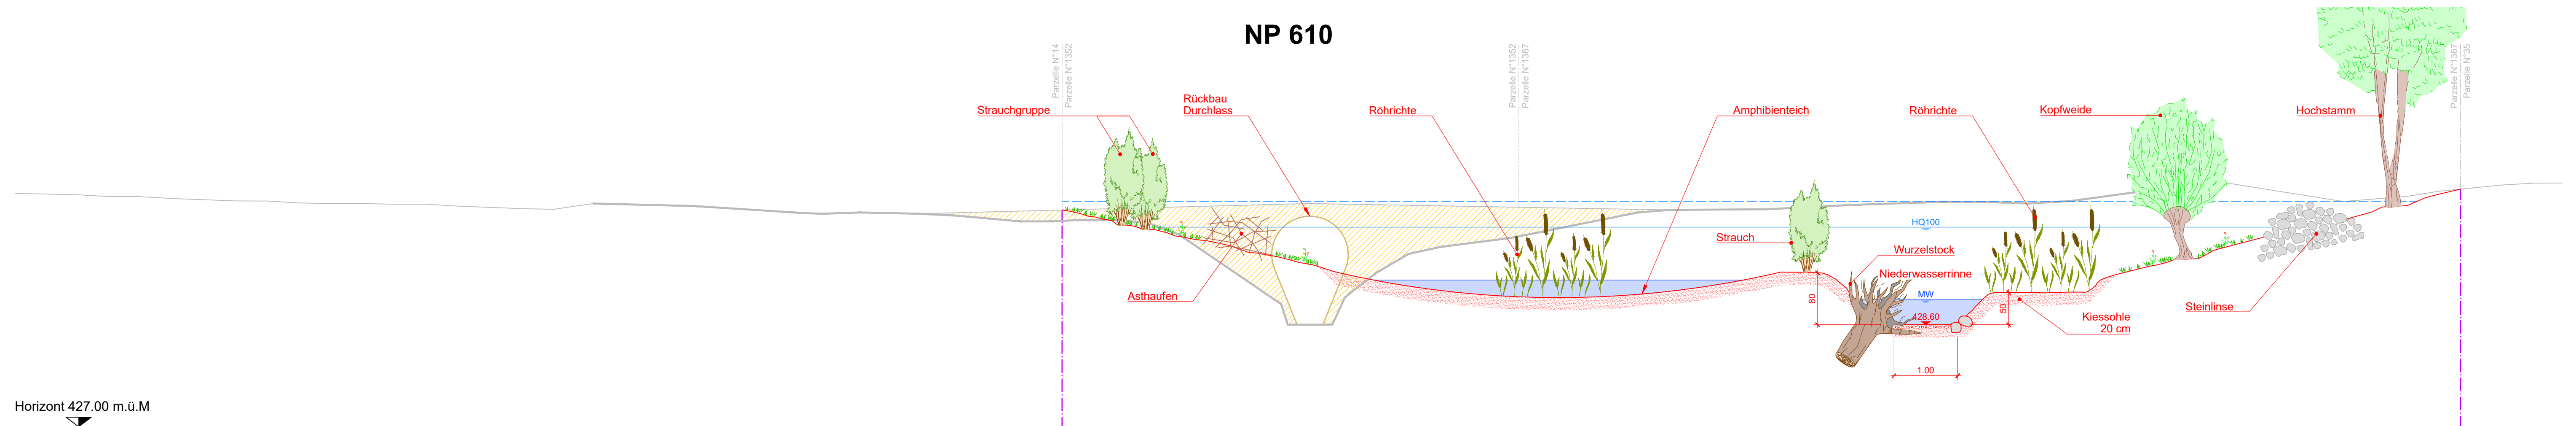 NP 610
Parzelle N°14
Parzelle N°1352
Parzelle N°1352
Parzelle N°1367
Parzelle N°1367
Parzelle N°35
Strauchgruppe
Rückbau
Durchlass
Röhrichte
Amphibienteich
Röhrichte
Kopfweide
Hochstamm
HQ100
Strauch
Wurzelstock
Niederwasserrinne
Asthaufen
MW
80
428.60
50
Kiessohle
20 cm
Steinlinse
1.00
Horizont 427.00 m.ü.M